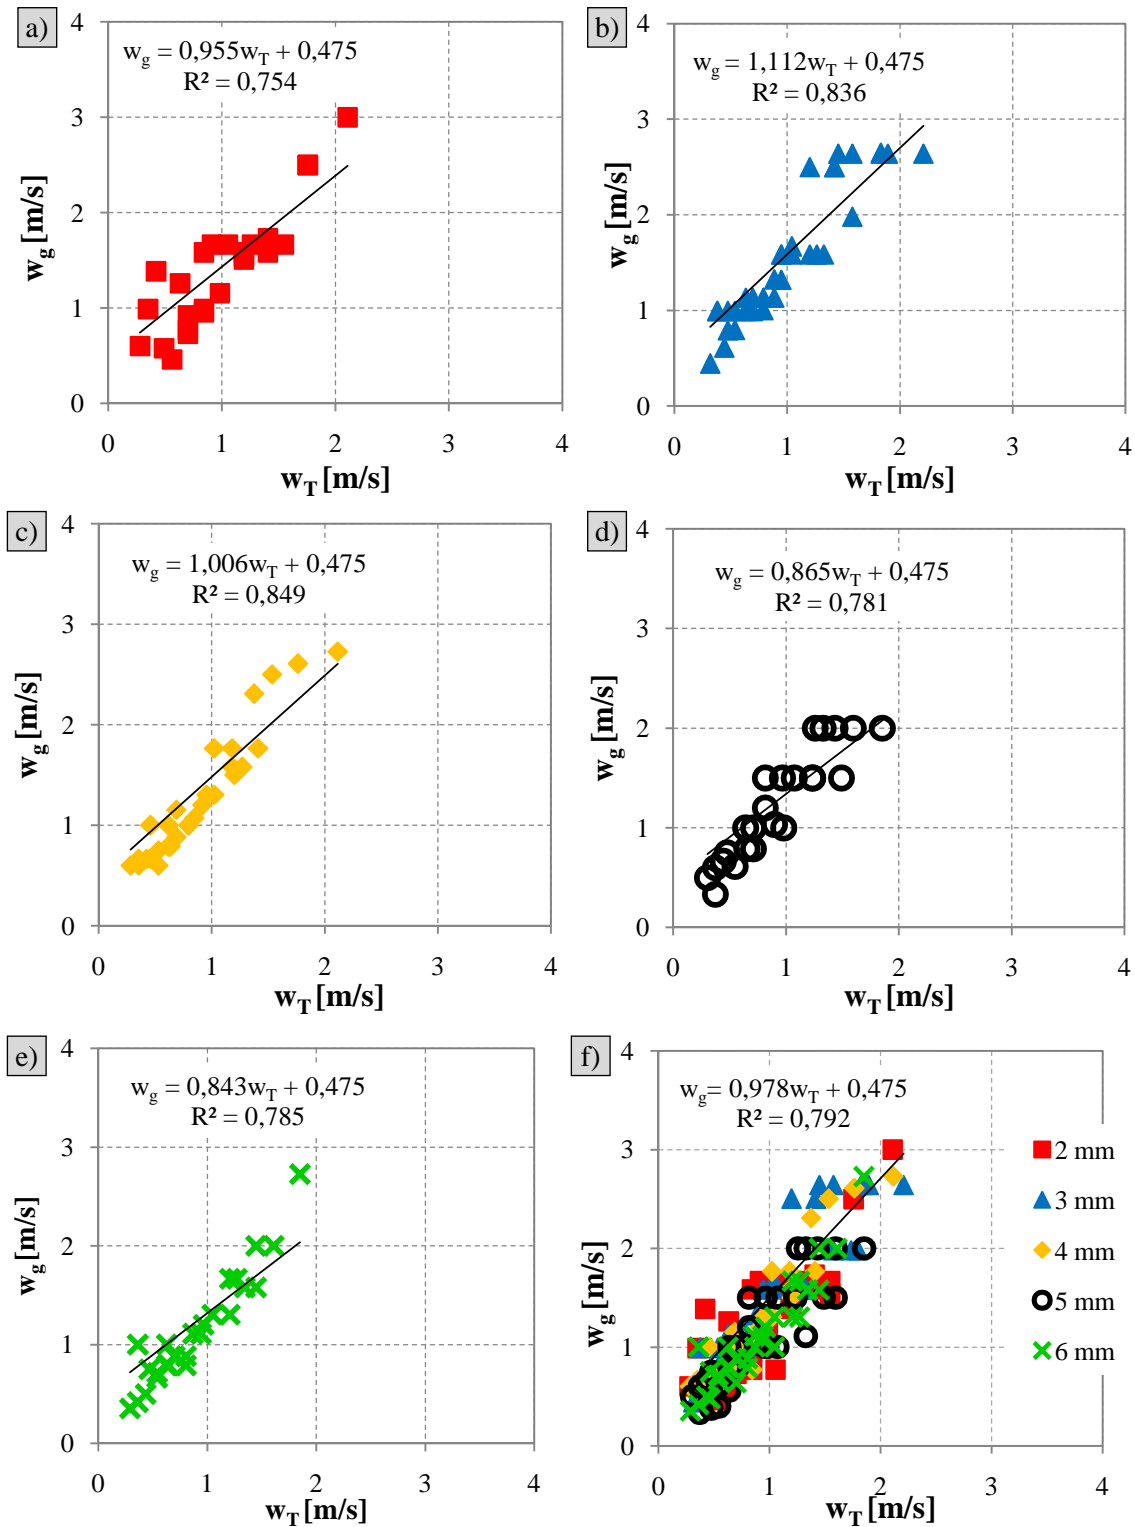 a)
w_g = 0,955w_T + 0,475
R² = 0,754
4
3
2
1
0
0 1 2 3 4
w_g [m/s]
w_T [m/s]
b)
w_g = 1,112w_T + 0,475
R² = 0,836
4
3
2
1
0
0 1 2 3 4
w_g [m/s]
w_T [m/s]
c)
w_g = 1,006w_T + 0,475
R² = 0,849
4
3
2
1
0
0 1 2 3 4
w_g [m/s]
w_T [m/s]
d)
w_g = 0,865w_T + 0,475
R² = 0,781
4
3
2
1
0
0 1 2 3 4
w_g [m/s]
w_T [m/s]
e)
w_g = 0,843w_T + 0,475
R² = 0,785
4
3
2
1
0
0 1 2 3 4
w_g [m/s]
w_T [m/s]
f)
w_g= 0,978w_T + 0,475
R² = 0,792
4
3
2
1
0
0 1 2 3 4
w_g [m/s]
w_T [m/s]
2 mm
3 mm
4 mm
5 mm
6 mm